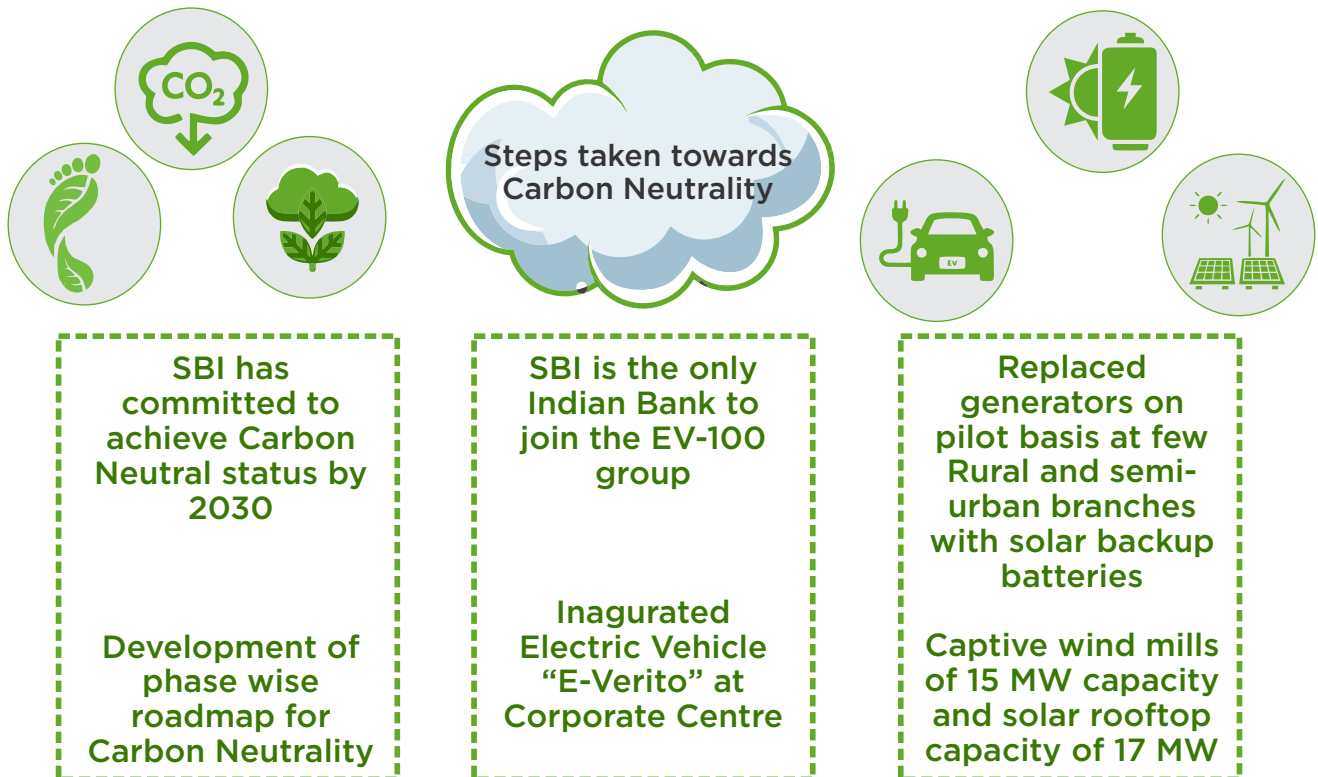 CO2
Steps taken towards
Carbon Neutrality
EV
SBI has
committed to
achieve Carbon
Neutral status by
2030
Development of
phase wise
roadmap for
Carbon Neutrality
SBI is the only
Indian Bank to
join the EV-100
group
Inagurated
Electric Vehicle
“E-Verito” at
Corporate Centre
Replaced
generators on
pilot basis at few
Rural and semi-
urban branches
with solar backup
batteries
Captive wind mills
of 15 MW capacity
and solar rooftop
capacity of 17 MW